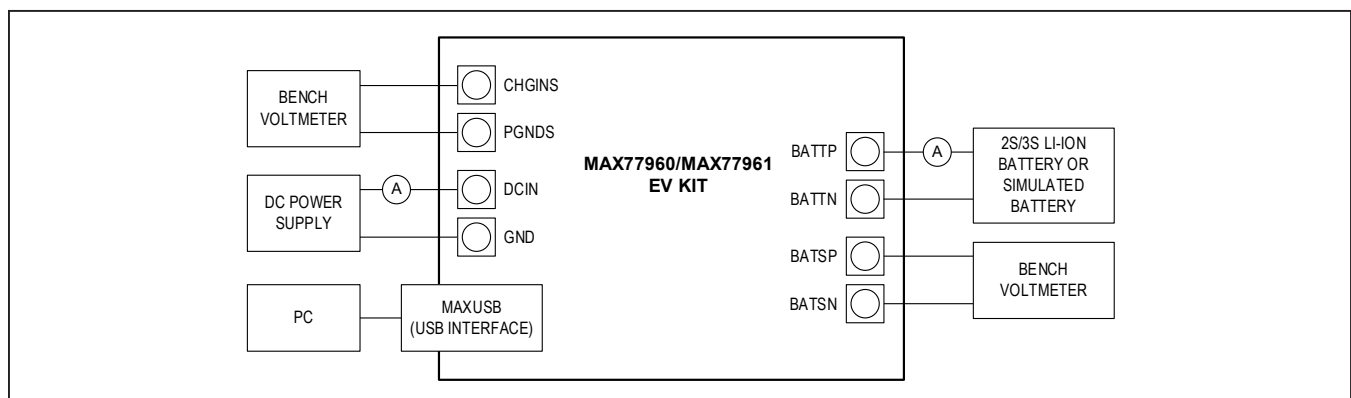 BENCH
VOLTMETER
CHGINS
PGNDS
DC POWER
SUPPLY
A
DCIN
GND
PC
MAXUSB
(USB INTERFACE)
MAX77960/MAX77961
EV KIT
BATTP
BATTN
A
2S/3S LI-ION
BATTERY OR
SIMULATED
BATTERY
BATSP
BATSN
BENCH
VOLTMETER